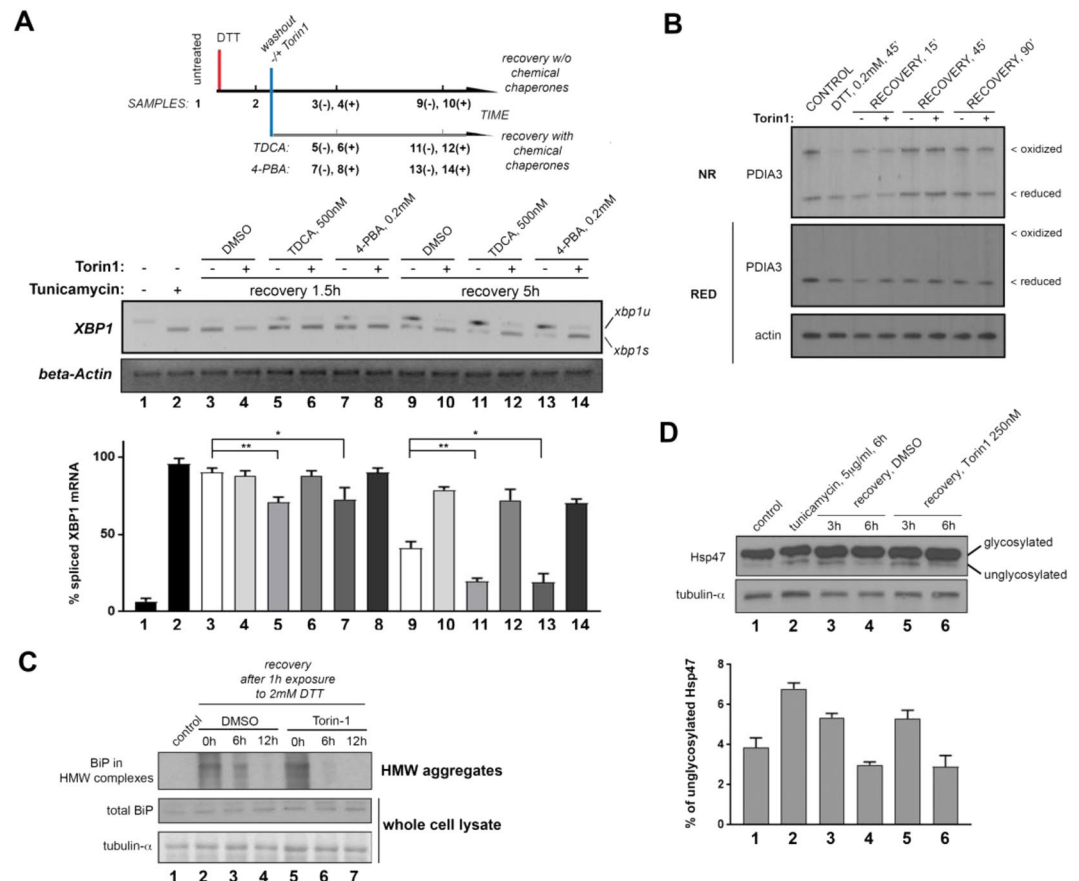 A
untreated
DTT
washout
-/+ Torin1
recovery w/o
chemical
chaperones
SAMPLES: 1 2 3(-), 4(+) 9(-), 10(+)
TIME
TDCA: 5(-), 6(+) 11(-), 12(+)
4-PBA: 7(-), 8(+) 13(-), 14(+)
recovery with
chemical
chaperones
DMSO TDCA, 500nM 4-PBA, 0.2mM DMSO TDCA, 500nM 4-PBA, 0.2mM
Torin1: - - - + - + - + - + - + - +
Tunicamycin: - + recovery 1.5h recovery 5h
XBP1
xbp1u
xbp1s
beta-Actin
1 2 3 4 5 6 7 8 9 10 11 12 13 14
% spliced XBP1 mRNA
100
50
0
** * ** *
1 2 3 4 5 6 7 8 9 10 11 12 13 14
B
CONTROL DTT, 0.2mM, 45' RECOVERY, 15' RECOVERY, 45' RECOVERY, 90'
Torin1: - + - + - +
NR
PDIA3
< oxidized
< reduced
RED
PDIA3
< oxidized
< reduced
actin
C
recovery
after 1h exposure
to 2mM DTT
control DMSO Torin-1
0h 6h 12h 0h 6h 12h
BiP in
HMW complexes
HMW aggregates
total BiP
whole cell lysate
tubulin-α
1 2 3 4 5 6 7
D
control tunicamycin, 5µg/ml, 6h recovery, DMSO recovery, Torin1 250nM
3h 6h 3h 6h
Hsp47
glycosylated
unglycosylated
tubulin-α
1 2 3 4 5 6
% of unglycosylated Hsp47
8
6
4
2
0
1 2 3 4 5 6